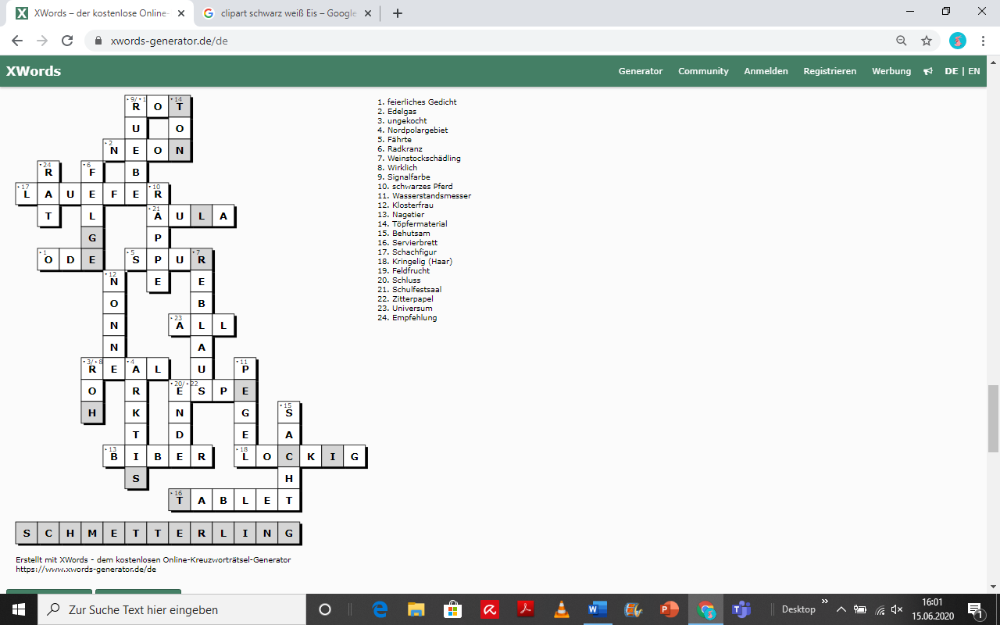 XWords – der kostenlose Online-
clipart schwarz weiß Eis – Google
xwords-generator.de/de
XWords
Generator Community Anmelden Registrieren Werbung DE | EN
9/ 1 R O 14 T
U O
2 N E O N
24 R 6 F B
17 L A U E F E 10 R
T L 21 A U L A
G P
1 O D E 5 S P U 7 R
12 N E E
O B
N 23 A L L
N A
3/ 8 R E 4 A L U 11 P
O R 20/ 22 E S P E
H K N G 15 S
T D E A
13 B I B E R 18 L O C K I G
S H
16 T A B L E T
S C H M E T T E R L I N G
1. feierliches Gedicht
2. Edelgas
3. ungekocht
4. Nordpolargebiet
5. Fährte
6. Radkranz
7. Weinstockschädling
8. Wirklich
9. Signalfarbe
10. schwarzes Pferd
11. Wasserstandsmesser
12. Klosterfrau
13. Nagetier
14. Töpfermaterial
15. Behutsam
16. Servierbrett
17. Schachfigur
18. Kringelig (Haar)
19. Feldfrucht
20. Schluss
21. Schulfestsaal
22. Zitterpapel
23. Universum
24. Empfehlung
Erstellt mit XWords - dem kostenlosen Online-Kreuzworträtsel-Generator
https://www.xwords-generator.de/de
Zur Suche Text hier eingeben
Desktop
16:01
15.06.2020
1